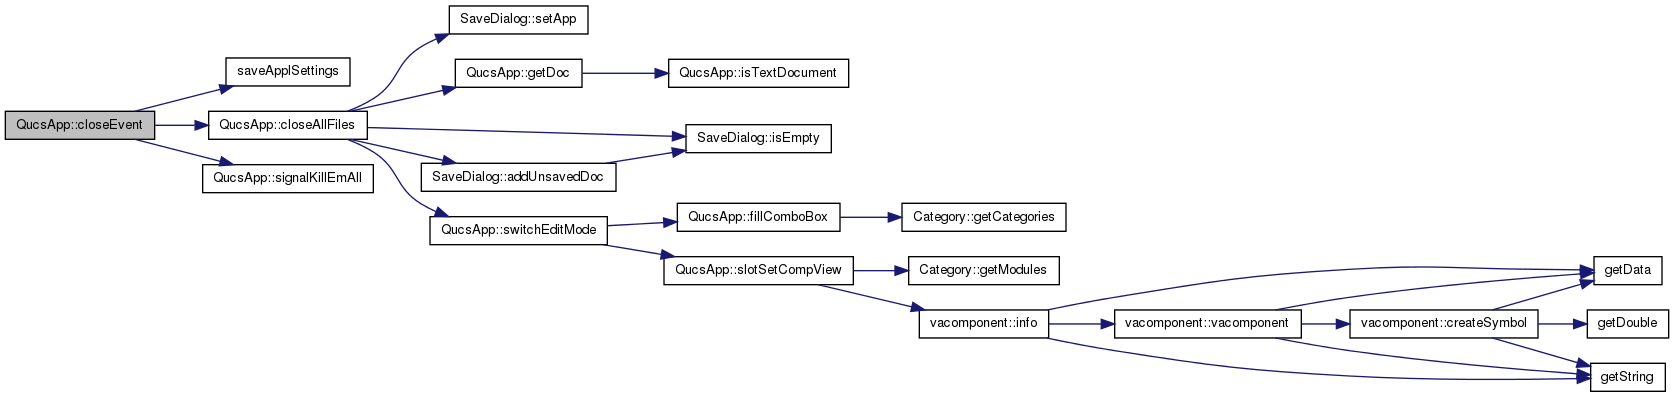 SaveDialog::setApp
saveApplSettings
QucsApp::getDoc
QucsApp::isTextDocument
QucsApp::closeEvent
QucsApp::closeAllFiles
SaveDialog::isEmpty
QucsApp::signalKillEmAll
SaveDialog::addUnsavedDoc
QucsApp::switchEditMode
QucsApp::fillComboBox
Category::getCategories
QucsApp::slotSetCompView
Category::getModules
getData
vacomponent::info
vacomponent::vacomponent
vacomponent::createSymbol
getDouble
getString